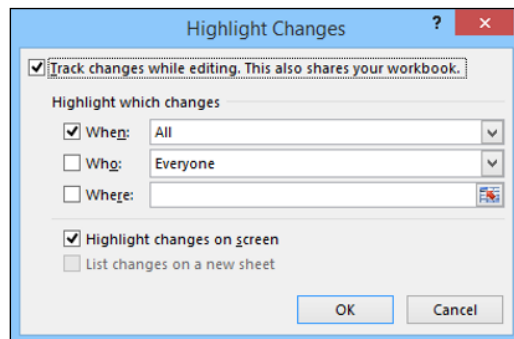 Highlight Changes ?
Track changes while editing. This also shares your workbook.
Highlight which changes
When: All
Who: Everyone
Where:
Highlight changes on screen
List changes on a new sheet
OK Cancel